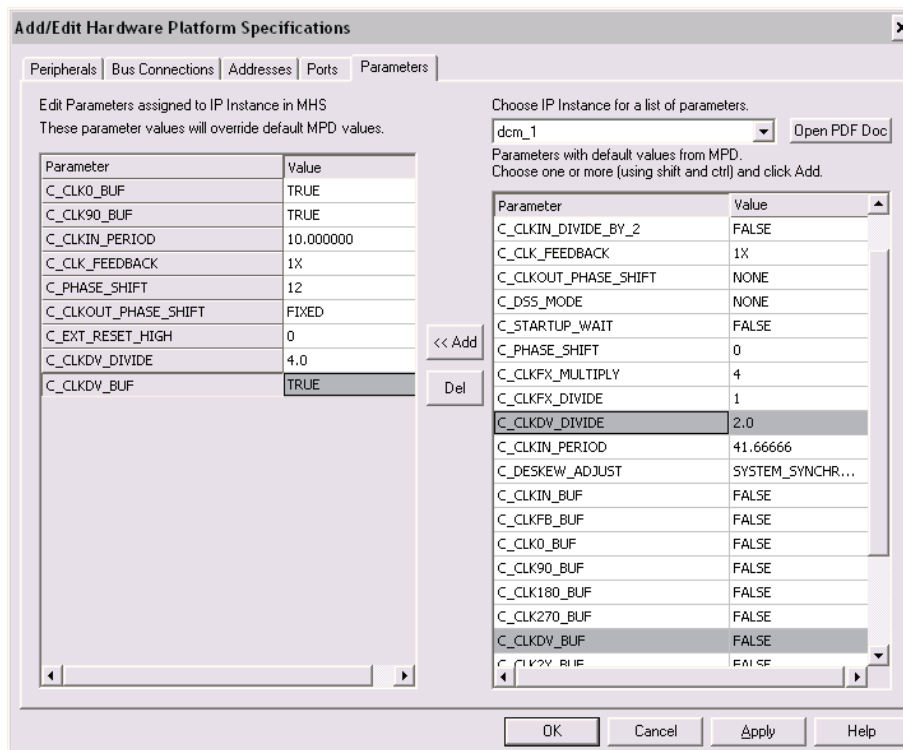 Add/Edit Hardware Platform Specifications
Peripherals Bus Connections Addresses Ports Parameters
Edit Parameters assigned to IP Instance in MHS
These parameter values will override default MPD values.
Parameter Value
C_CLK0_BUF TRUE
C_CLK90_BUF TRUE
C_CLKIN_PERIOD 10.000000
C_CLK_FEEDBACK 1X
C_PHASE_SHIFT 12
C_CLKOUT_PHASE_SHIFT FIXED
C_EXT_RESET_HIGH 0
C_CLKDV_DIVIDE 4.0
C_CLKDV_BUF TRUE
<< Add
Del
Choose IP Instance for a list of parameters.
dcm_1 Open PDF Doc
Parameters with default values from MPD.
Choose one or more (using shift and ctrl) and click Add.
Parameter Value
C_CLKIN_DIVIDE_BY_2 FALSE
C_CLK_FEEDBACK 1X
C_CLKOUT_PHASE_SHIFT NONE
C_DSS_MODE NONE
C_STARTUP_WAIT FALSE
C_PHASE_SHIFT 0
C_CLKFX_MULTIPLY 4
C_CLKFX_DIVIDE 1
C_CLKDV_DIVIDE 2.0
C_CLKIN_PERIOD 41.66666
C_DESKEW_ADJUST SYSTEM_SYNCHR...
C_CLKIN_BUF FALSE
C_CLKFB_BUF FALSE
C_CLK0_BUF FALSE
C_CLK90_BUF FALSE
C_CLK180_BUF FALSE
C_CLK270_BUF FALSE
C_CLKDV_BUF FALSE
C_CLK2X_BUF FALSE
OK Cancel Apply Help